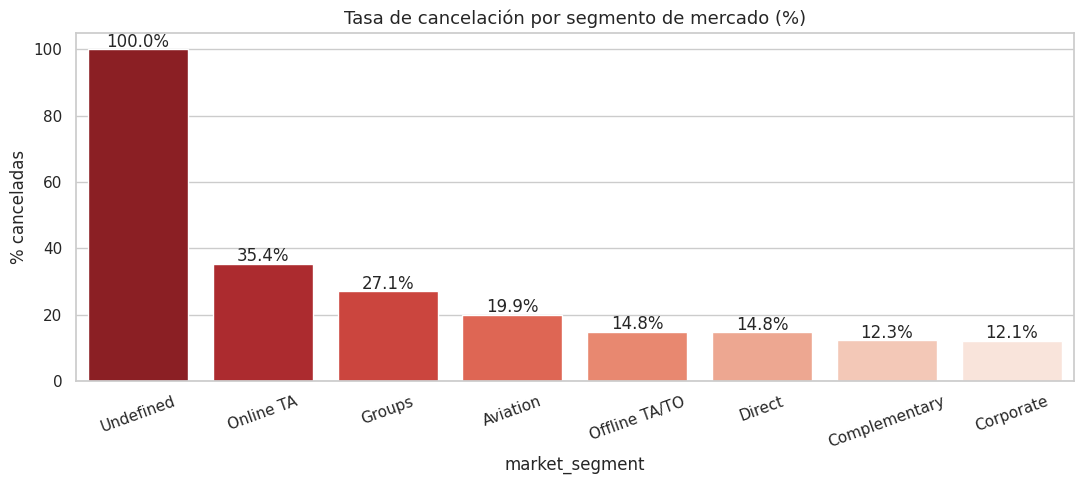 Tasa de cancelación por segmento de mercado (%)
% canceladas
100
80
60
40
20
0
100.0%
35.4%
27.1%
19.9%
14.8%
14.8%
12.3%
12.1%
Undefined
Online TA
Groups
Aviation
Offline TA/TO
Direct
Complementary
Corporate
market_segment